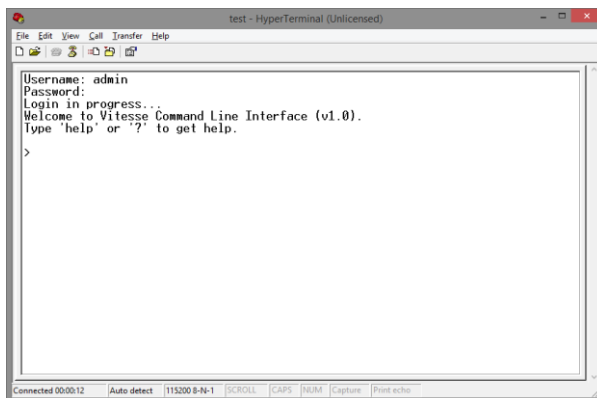 test - HyperTerminal (Unlicensed)
File Edit View Call Transfer Help
Username: admin
Password:
Login in progress...
Welcome to Vitesse Command Line Interface (v1.0).
Type 'help' or '?' to get help.
>
Connected 00:00:12 Auto detect 115200 8-N-1 SCROLL CAPS NUM Capture Print echo